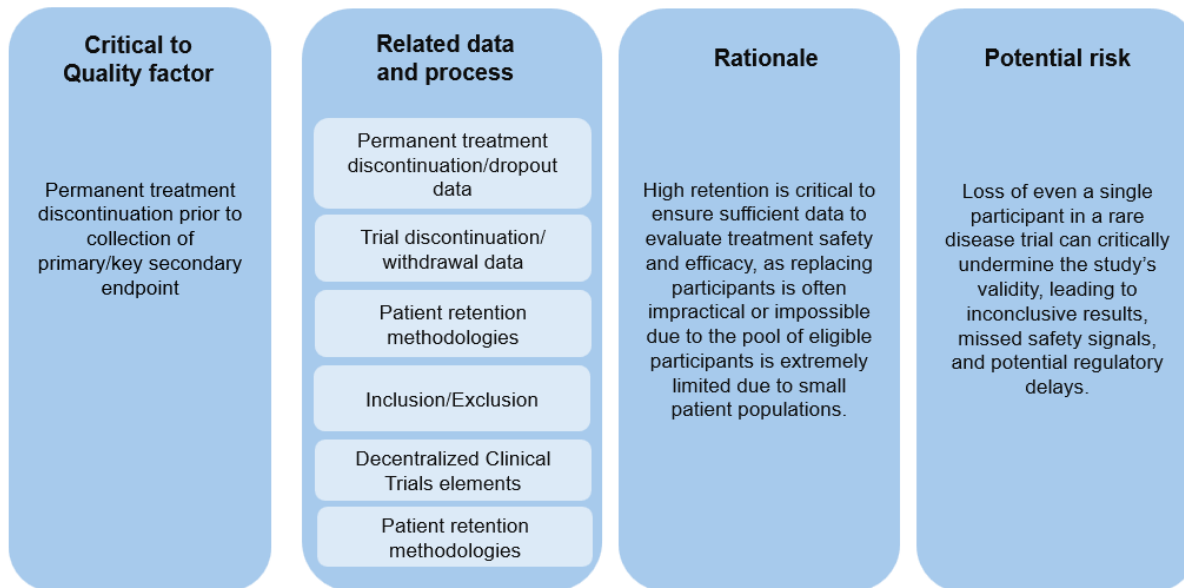 Critical to
Quality factor
Permanent treatment
discontinuation prior to
collection of
primary/key secondary
endpoint
Related data
and process
Permanent treatment
discontinuation/dropout
data
Trial discontinuation/
withdrawal data
Patient retention
methodologies
Inclusion/Exclusion
Decentralized Clinical
Trials elements
Patient retention
methodologies
Rationale
High retention is critical to
ensure sufficient data to
evaluate treatment safety
and efficacy, as replacing
participants is often
impractical or impossible
due to the pool of eligible
participants is extremely
limited due to small
patient populations.
Potential risk
Loss of even a single
participant in a rare
disease trial can critically
undermine the study’s
validity, leading to
inconclusive results,
missed safety signals,
and potential regulatory
delays.